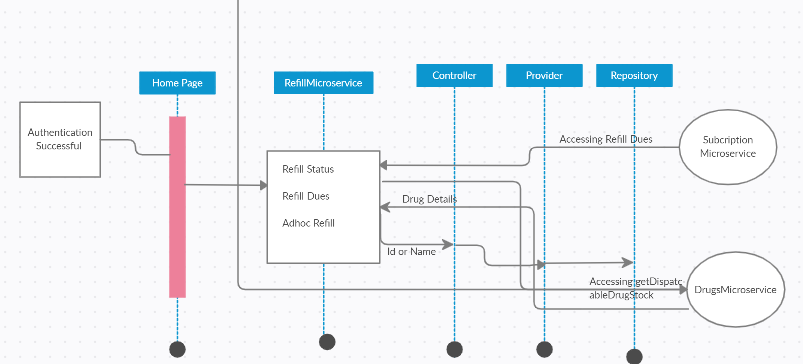 Home Page
RefillMicroservice
Controller
Provider
Repository
Authentication
Successful
Refill Status
Refill Dues
Adhoc Refill
Accessing Refill Dues
Subcription
Microservice
Drug Details
Id or Name
Accessing getDispatc
ableDrugStock
DrugsMicroservice